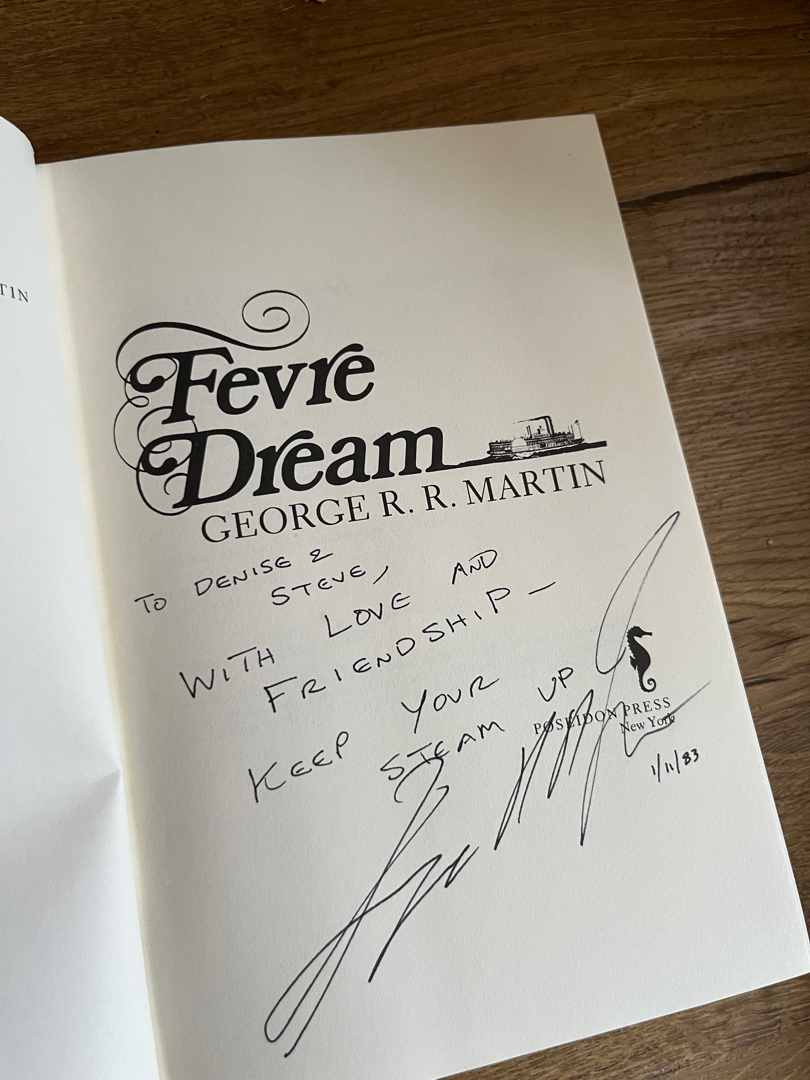 TIN
Fevre
Dream
GEORGE R. R. MARTIN
TO DENISE &
STEVE,
WITH LOVE AND
FRIENDSHIP —
KEEP YOUR
STEAM UP
POSEIDON PRESS
New York
1/11/83